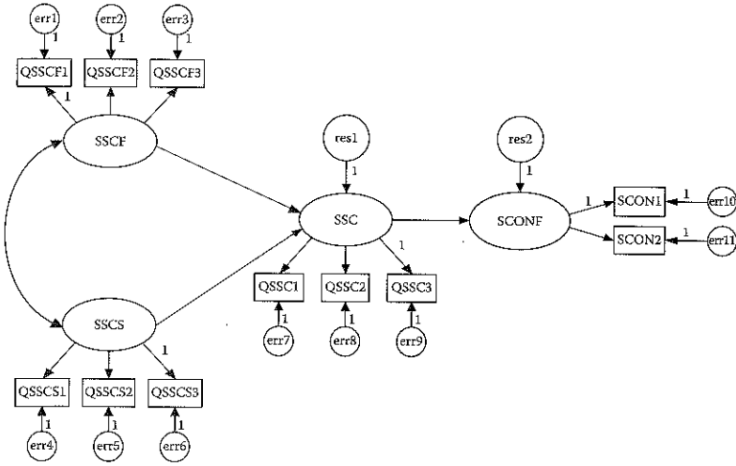 err1 err2 err3
1 1 1
QSSCF1 QSSCF2 QSSCF3
1
SSCF
res1 res2
1 1
SSC SCONF
1 SCON1 1 err10
SCON2 1 err11
1
QSSC1 QSSC2 QSSC3
1 1 1
err7 err8 err9
SSCS
1
QSSCS1 QSSCS2 QSSCS3
1 1 1
err4 err5 err6